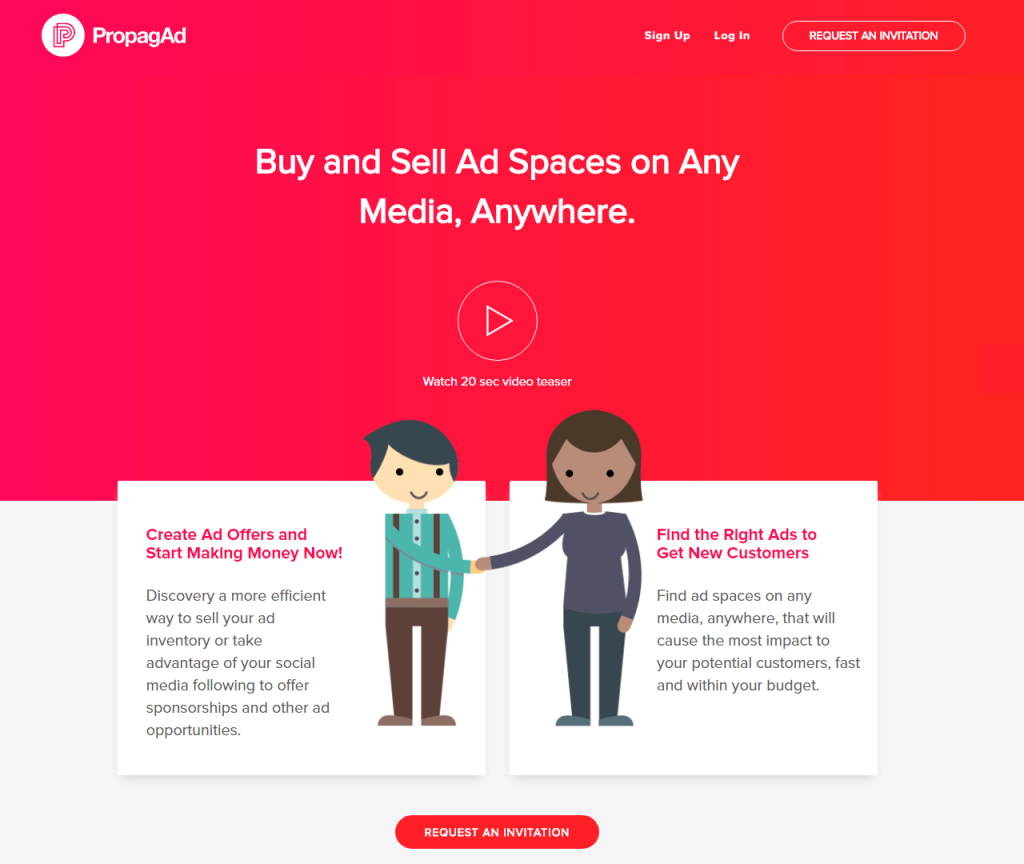 PropagAd
Sign Up
Log In
REQUEST AN INVITATION
Buy and Sell Ad Spaces on Any
Media, Anywhere.
Watch 20 sec video teaser
Create Ad Offers and
Start Making Money Now!
Discovery a more efficient
way to sell your ad
inventory or take
advantage of your social
media following to offer
sponsorships and other ad
opportunities.
Find the Right Ads to
Get New Customers
Find ad spaces on any
media, anywhere, that will
cause the most impact to
your potential customers, fast
and within your budget.
REQUEST AN INVITATION